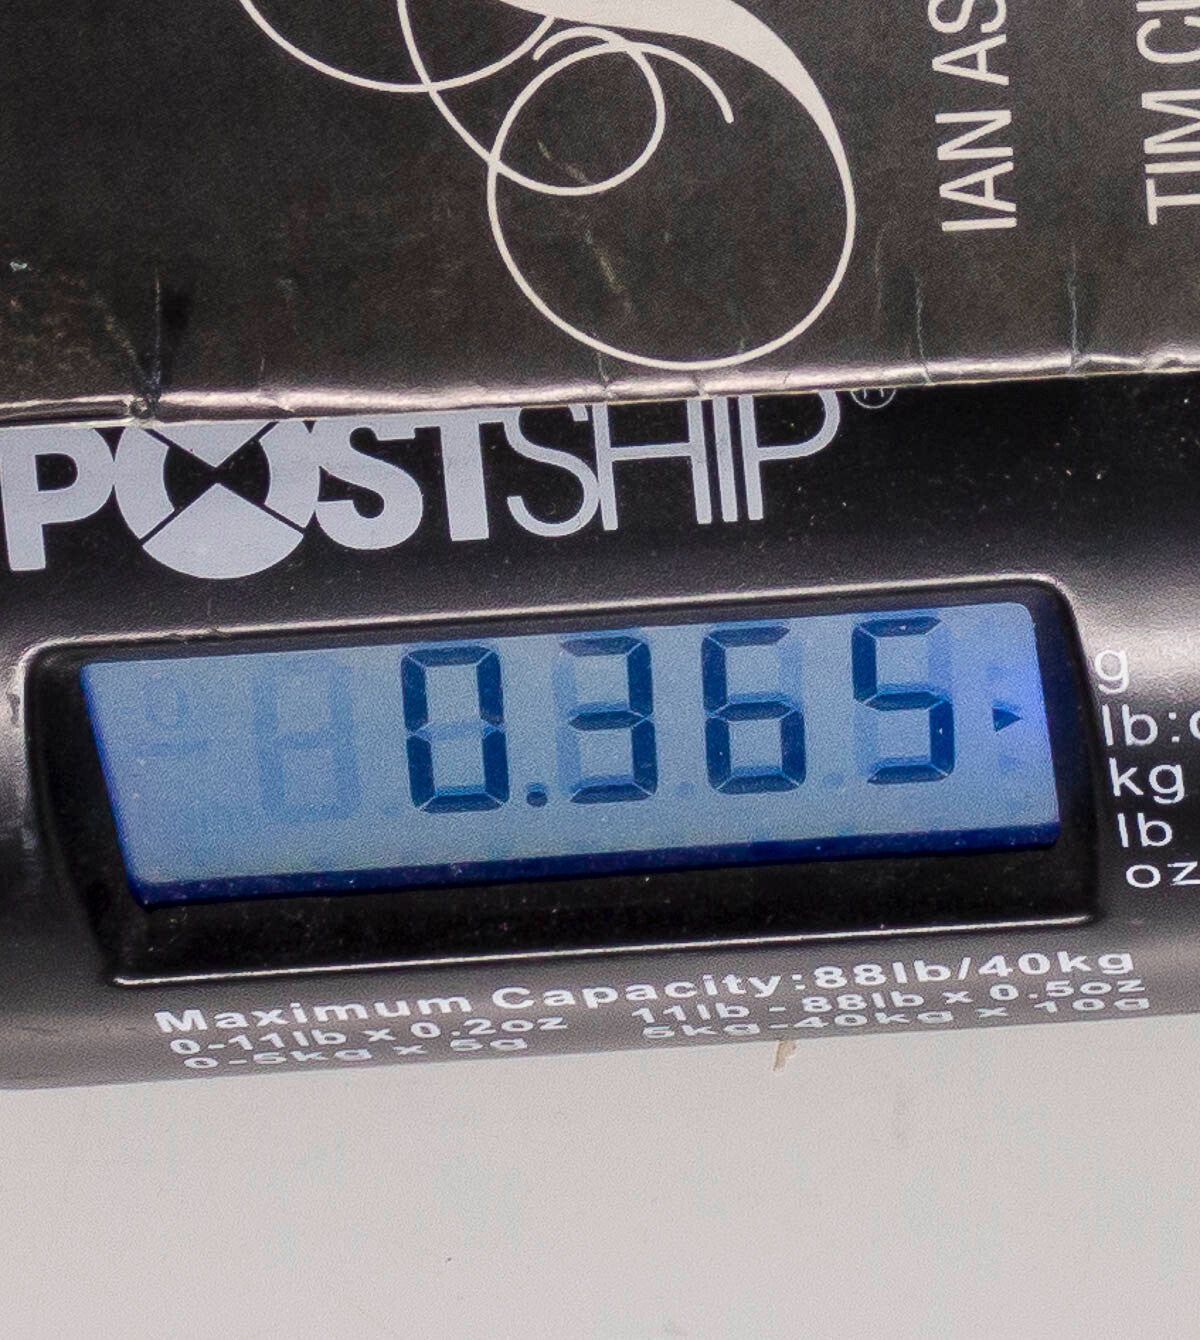 IAN AS
TIM
POSTSHIP®
0.365
g
lb:
kg
lb
oz
Maximum Capacity:88lb/40kg
0-11lb x 0.2oz 11lb - 88lb x 0.5oz
0-5kg x 5g 5kg-40kg x 10g